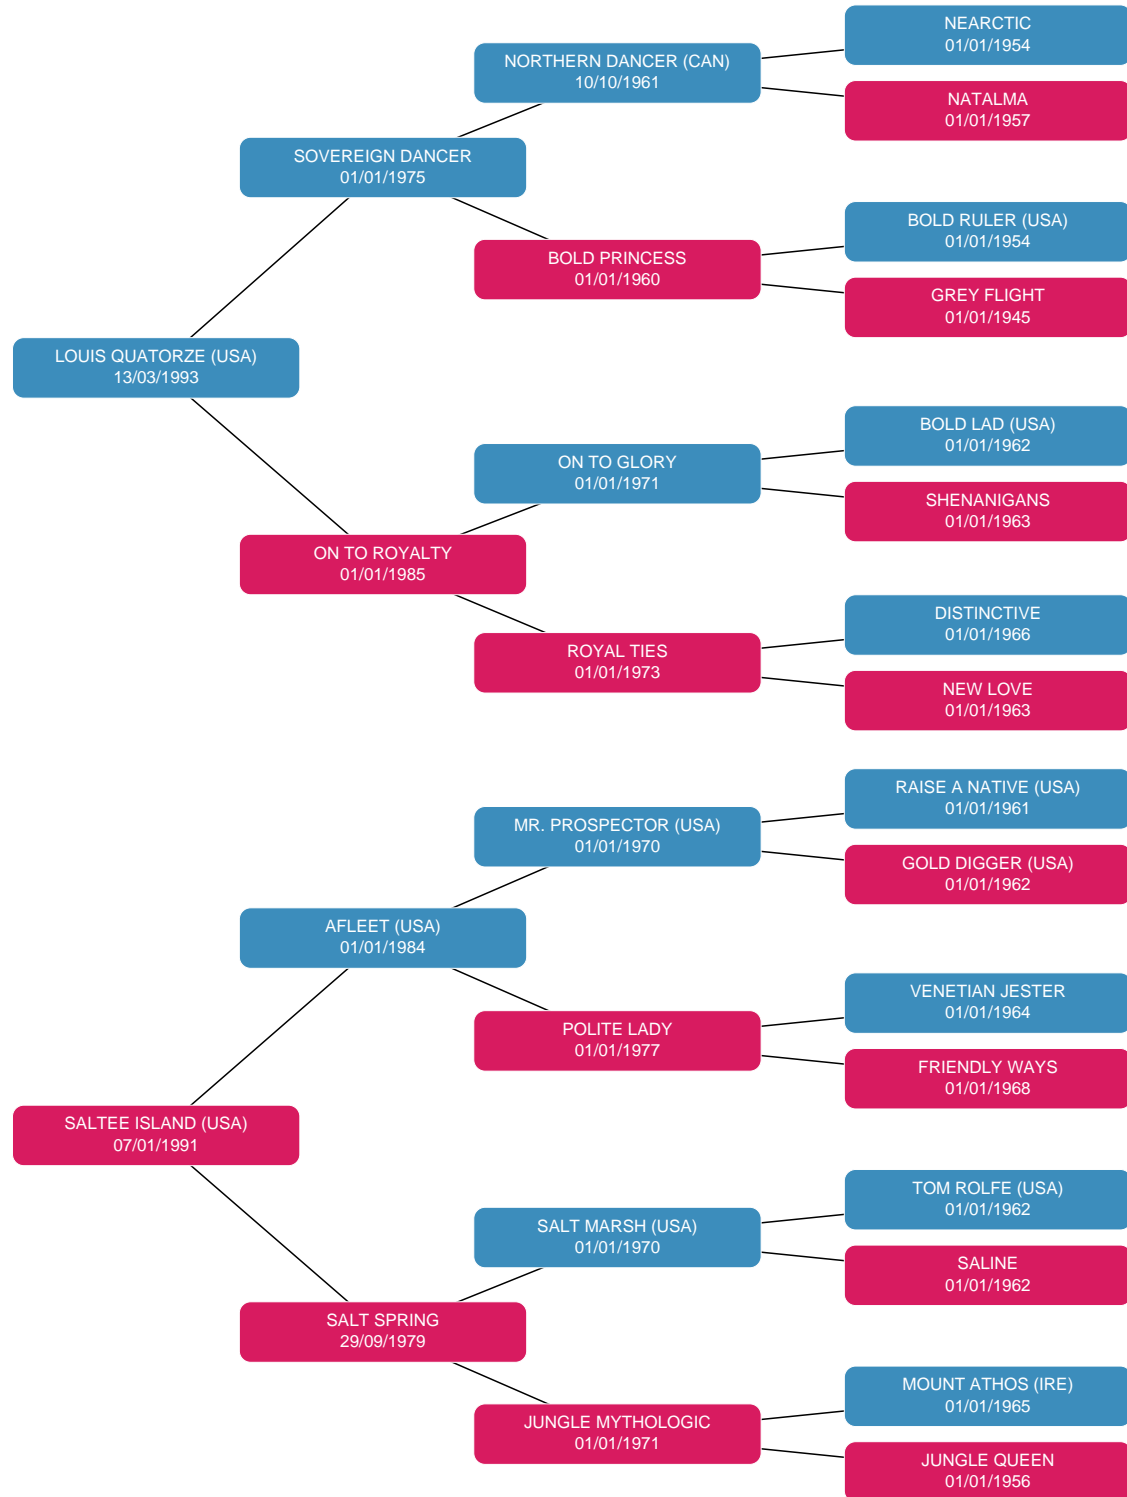 NEARCTIC
01/01/1954
NORTHERN DANCER (CAN)
10/10/1961
NATALMA
01/01/1957
SOVEREIGN DANCER
01/01/1975
BOLD RULER (USA)
01/01/1954
BOLD PRINCESS
01/01/1960
GREY FLIGHT
01/01/1945
LOUIS QUATORZE (USA)
13/03/1993
BOLD LAD (USA)
01/01/1962
ON TO GLORY
01/01/1971
SHENANIGANS
01/01/1963
ON TO ROYALTY
01/01/1985
DISTINCTIVE
01/01/1966
ROYAL TIES
01/01/1973
NEW LOVE
01/01/1963
RAISE A NATIVE (USA)
01/01/1961
MR. PROSPECTOR (USA)
01/01/1970
GOLD DIGGER (USA)
01/01/1962
AFLEET (USA)
01/01/1984
VENETIAN JESTER
01/01/1964
POLITE LADY
01/01/1977
FRIENDLY WAYS
01/01/1968
SALTEE ISLAND (USA)
07/01/1991
TOM ROLFE (USA)
01/01/1962
SALT MARSH (USA)
01/01/1970
SALINE
01/01/1962
SALT SPRING
29/09/1979
MOUNT ATHOS (IRE)
01/01/1965
JUNGLE MYTHOLOGIC
01/01/1971
JUNGLE QUEEN
01/01/1956